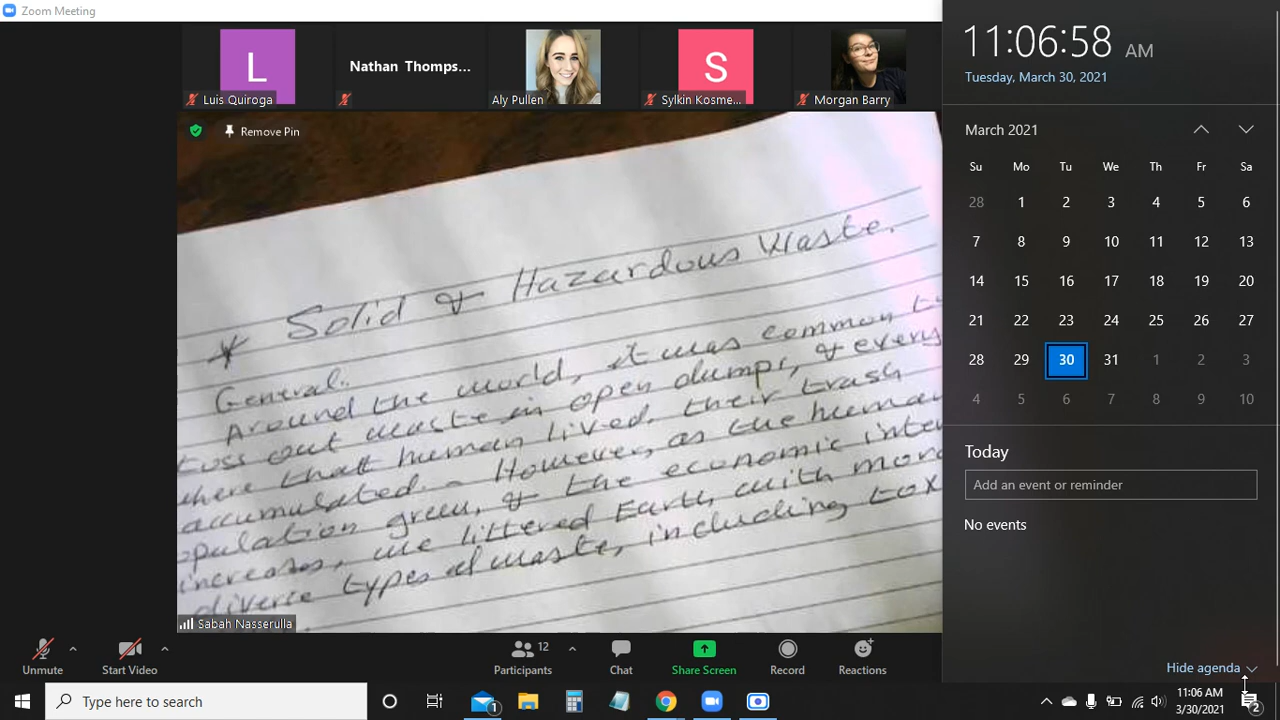 Zoom Meeting
L
Luis Quiroga
Nathan Thomps...
Aly Pullen
S
Sylkin Kosme...
Morgan Barry
Remove Pin
* Solid & Hazardous Waste.
General.
Around the world, it was common t
toss out waste in open dumps, & every
where that human lived. their trash
accumulated. - However, as the human
opulation green, & the economic inte
increases, we littered Earth, with mor
diverce types of waste, including tox
Sabah Nasserulla
Unmute
Start Video
12
Participants
Chat
Share Screen
Record
Reactions
11:06:58 AM
Tuesday, March 30, 2021
March 2021
Su Mo Tu We Th Fr Sa
28 1 2 3 4 5 6
7 8 9 10 11 12 13
14 15 16 17 18 19 20
21 22 23 24 25 26 27
28 29 30 31 1 2 3
4 5 6 7 8 9 10
Today
Add an event or reminder
No events
Hide agenda
Type here to search
1
11:06 AM
3/30/2021
2